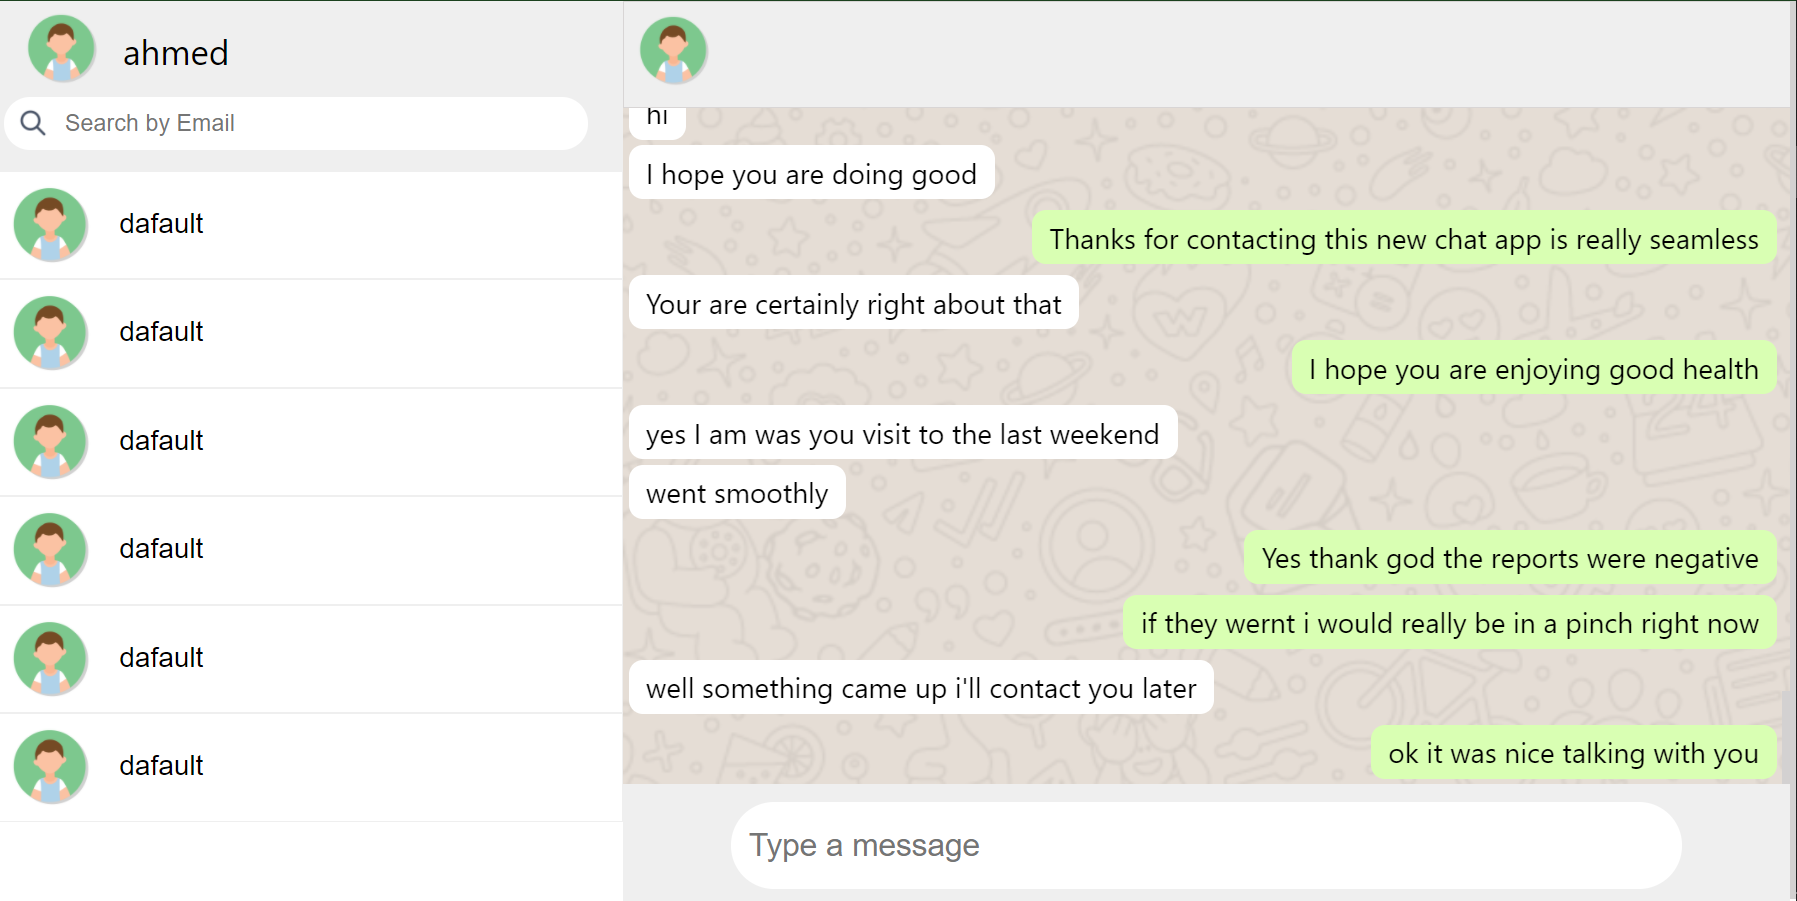 ahmed
Search by Email
dafault
dafault
dafault
dafault
dafault
dafault
hi
I hope you are doing good
Thanks for contacting this new chat app is really seamless
Your are certainly right about that
I hope you are enjoying good health
yes I am was you visit to the last weekend
went smoothly
Yes thank god the reports were negative
if they wernt i would really be in a pinch right now
well something came up i'll contact you later
ok it was nice talking with you
Type a message